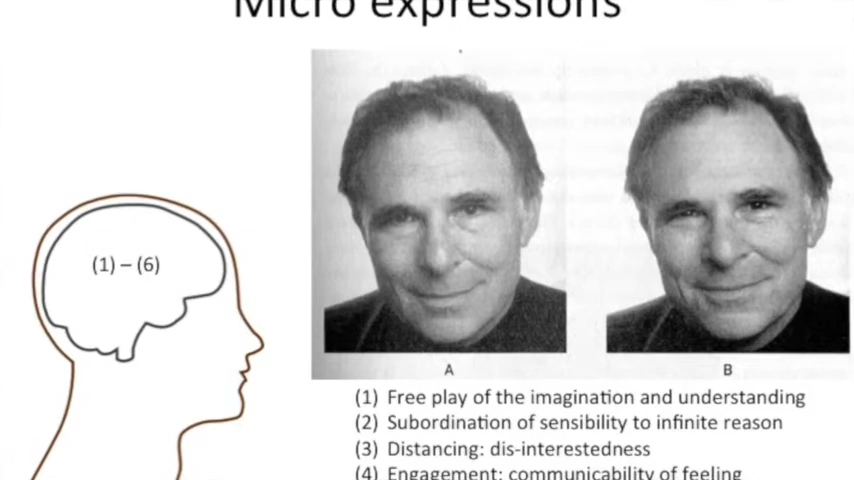 Micro expressions
(1) – (6)
A
B
(1) Free play of the imagination and understanding
(2) Subordination of sensibility to infinite reason
(3) Distancing: dis-interestedness
(4) Engagement: communicability of feeling